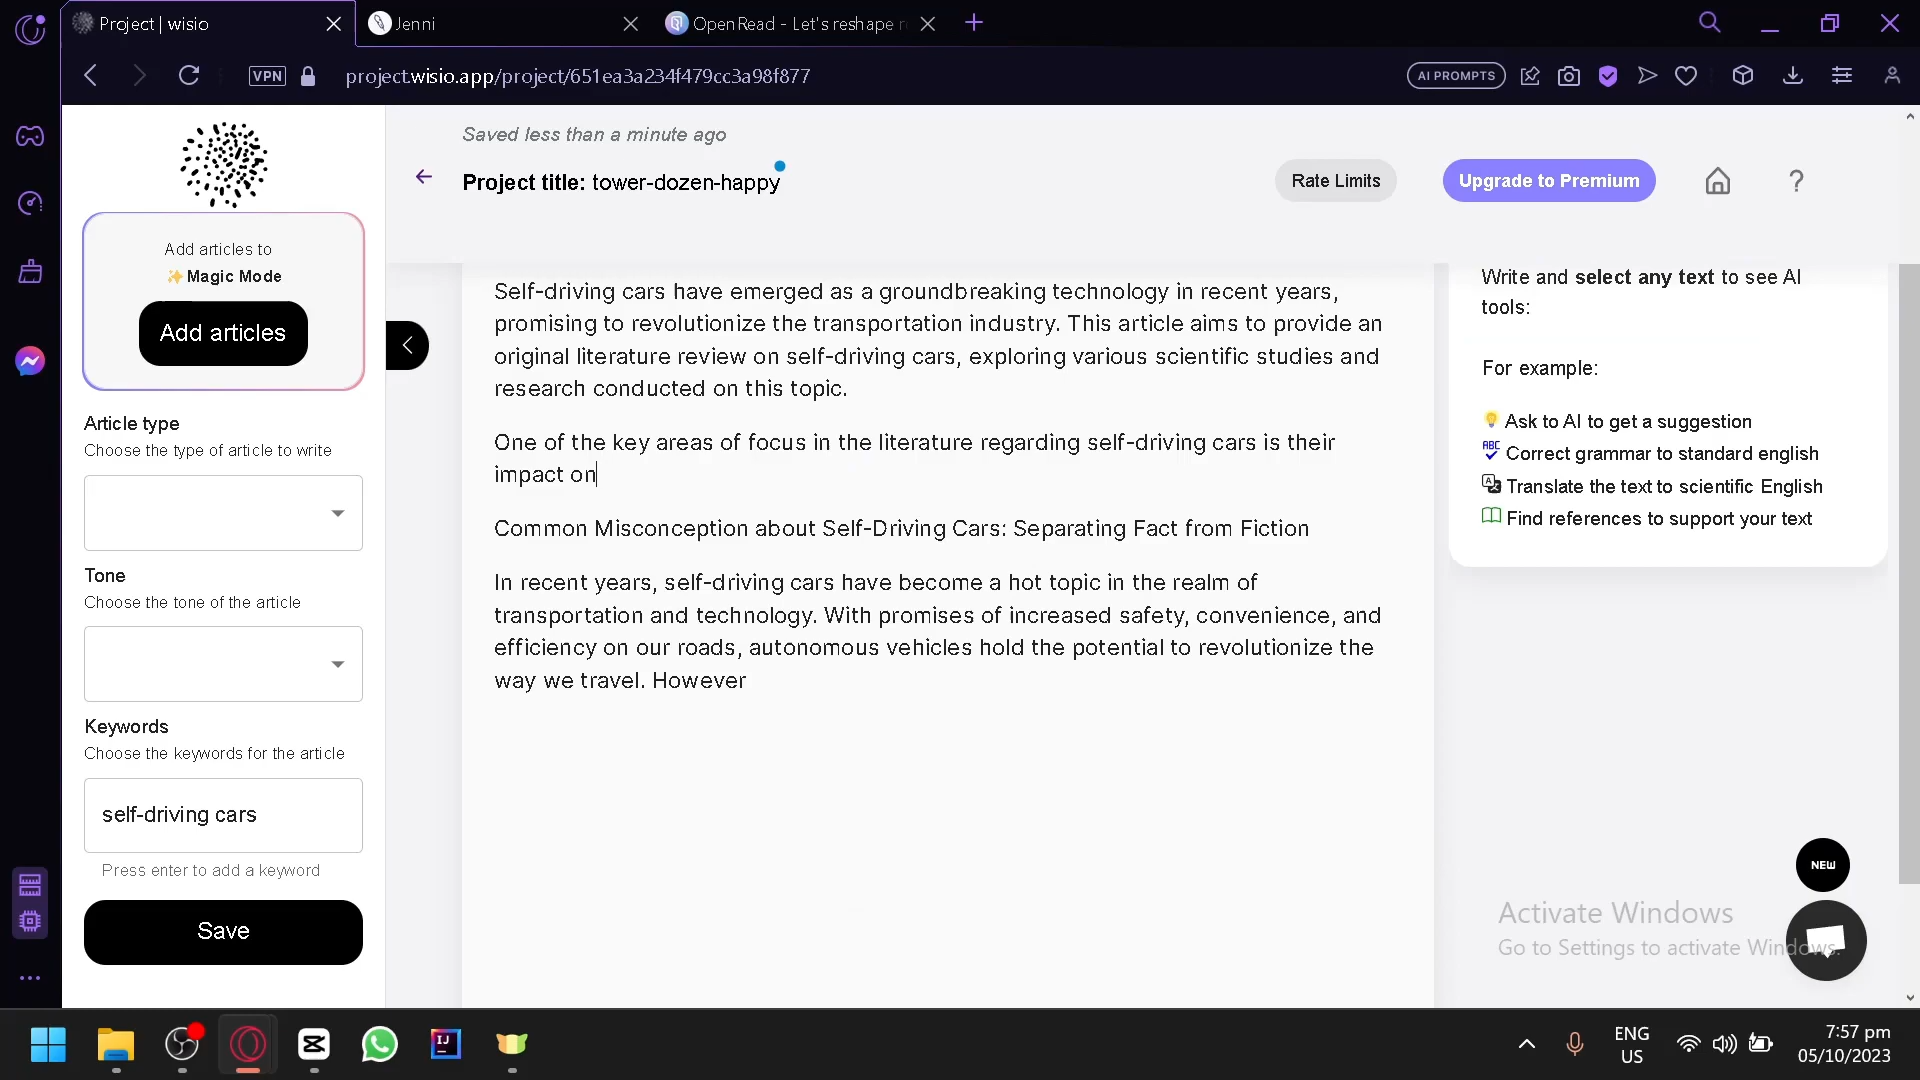 Project | wisio
Jenni
OpenRead - Let's reshape r
VPN
project.wisio.app/project/651ea3a234f479cc3a98f877
AI PROMPTS
Saved less than a minute ago
Project title: tower-dozen-happy
Rate Limits
Upgrade to Premium
?
Add articles to
✨ Magic Mode
Add articles
Article type
Choose the type of article to write
Tone
Choose the tone of the article
Keywords
Choose the keywords for the article
self-driving cars
Press enter to add a keyword
Save
Self-driving cars have emerged as a groundbreaking technology in recent years,
promising to revolutionize the transportation industry. This article aims to provide an
original literature review on self-driving cars, exploring various scientific studies and
research conducted on this topic.
One of the key areas of focus in the literature regarding self-driving cars is their
impact on
Common Misconception about Self-Driving Cars: Separating Fact from Fiction
In recent years, self-driving cars have become a hot topic in the realm of
transportation and technology. With promises of increased safety, convenience, and
efficiency on our roads, autonomous vehicles hold the potential to revolutionize the
way we travel. However
Write and select any text to see AI
tools:
For example:
Ask to AI to get a suggestion
ABC Correct grammar to standard english
Translate the text to scientific English
Find references to support your text
NEW
Activate Windows
Go to Settings to activate Windows.
IJ
ENG
US
7:57 pm
05/10/2023